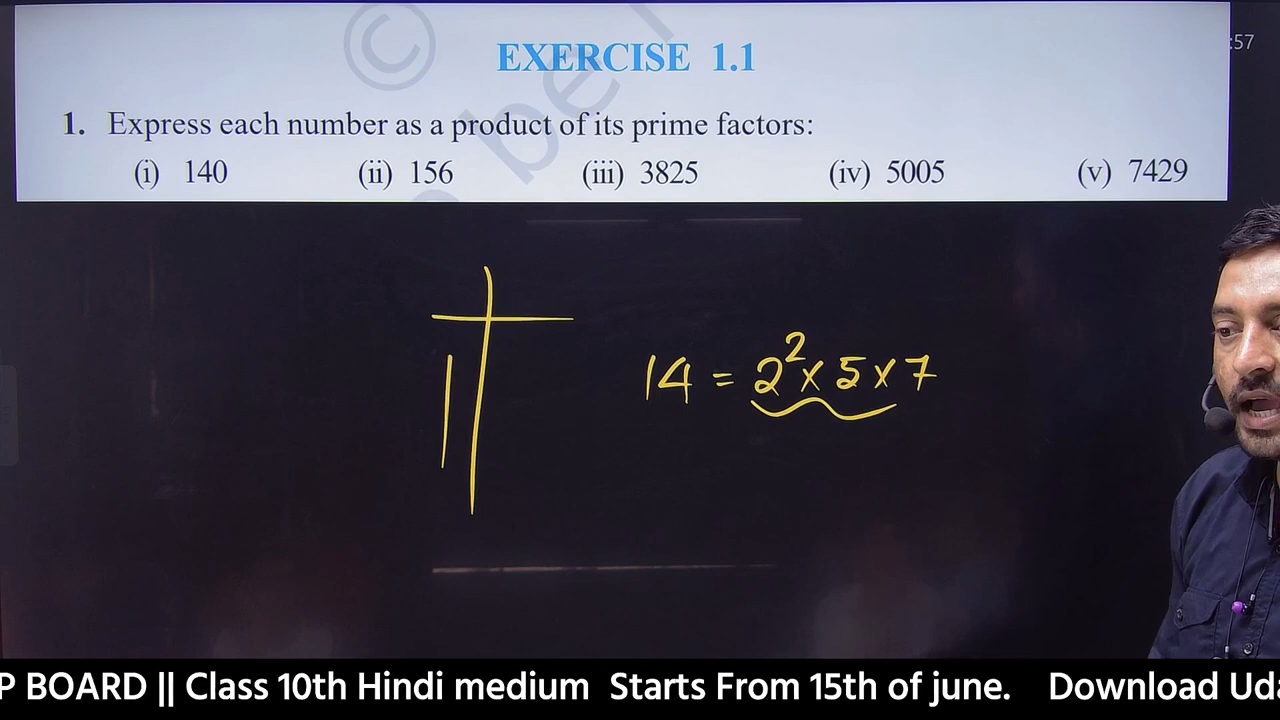 :57
EXERCISE 1.1
1. Express each number as a product of its prime factors:
(i) 140 (ii) 156 (iii) 3825 (iv) 5005 (v) 7429
14 = 2² × 5 × 7
P BOARD || Class 10th Hindi medium Starts From 15th of june. Download Uda